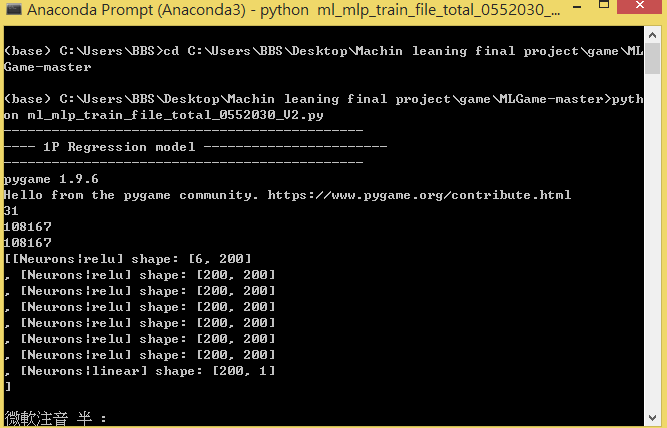 Anaconda Prompt (Anaconda3) - python  ml_mlp_train_file_total_0552030_...
(base) C:\Users\BBS>cd C:\Users\BBS\Desktop\Machin leaning final project\game\ML
Game-master
(base) C:\Users\BBS\Desktop\Machin leaning final project\game\MLGame-master>pyth
on ml_mlp_train_file_total_0552030_V2.py
---------------------------------------------
---- 1P Regression model -----------------------
---------------------------------------------
pygame 1.9.6
Hello from the pygame community. https://www.pygame.org/contribute.html
31
108167
108167
[[Neurons|relu] shape: [6, 200]
, [Neurons|relu] shape: [200, 200]
, [Neurons|relu] shape: [200, 200]
, [Neurons|relu] shape: [200, 200]
, [Neurons|relu] shape: [200, 200]
, [Neurons|relu] shape: [200, 200]
, [Neurons|relu] shape: [200, 200]
, [Neurons|linear] shape: [200, 1]
]
微軟注音 半 :